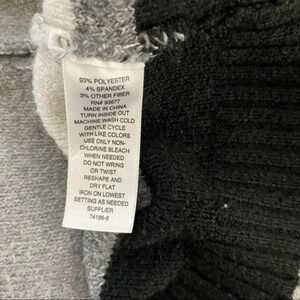 93% POLYESTER
4% SPANDEX
3% OTHER FIBER
RN# 93677
MADE IN CHINA
TURN INSIDE OUT
MACHINE WASH COLD
GENTLE CYCLE
WITH LIKE COLORS
USE ONLY NON-
CHLORINE BLEACH
WHEN NEEDED
DO NOT WRING
OR TWIST
RESHAPE AND
DRY FLAT
IRON ON LOWEST
SETTING AS NEEDED
SUPPLIER
74186-8